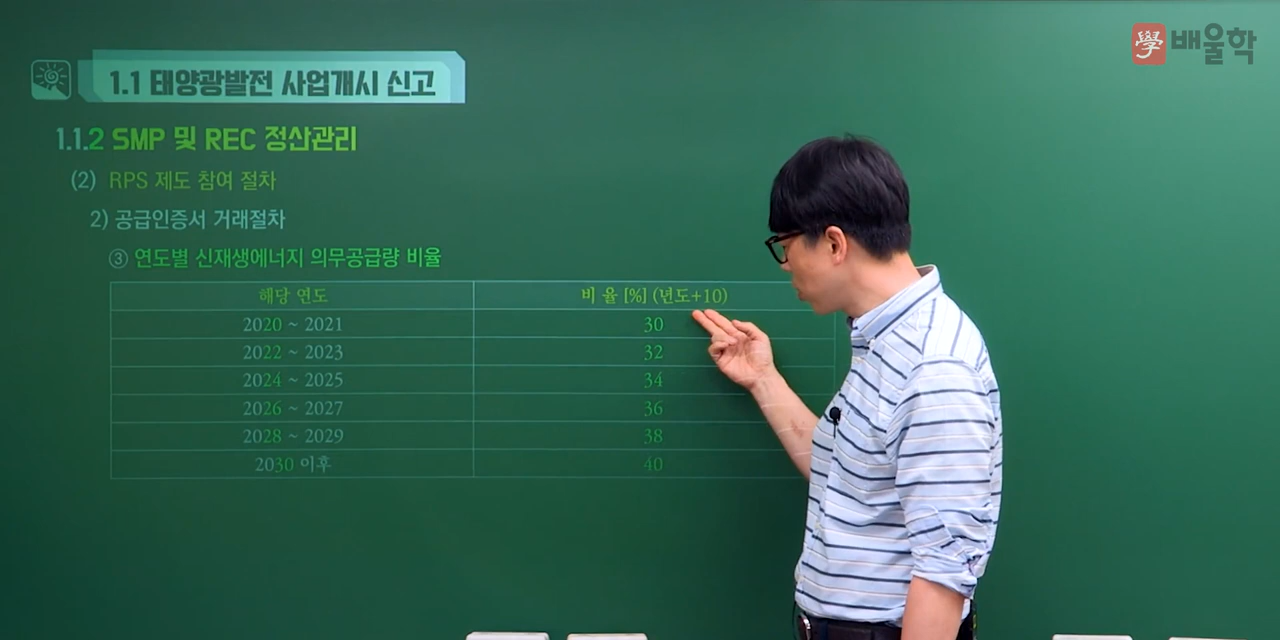 學 배울학
1.1 태양광발전 사업개시 신고
1.1.2 SMP 및 REC 정산관리
(2) RPS 제도 참여 절차
2) 공급인증서 거래절차
③ 연도별 신재생에너지 의무공급량 비율
해당 연도 비 율 [%] (년도+10)
2020 ~ 2021 30
2022 ~ 2023 32
2024 ~ 2025 34
2026 ~ 2027 36
2028 ~ 2029 38
2030 이후 40